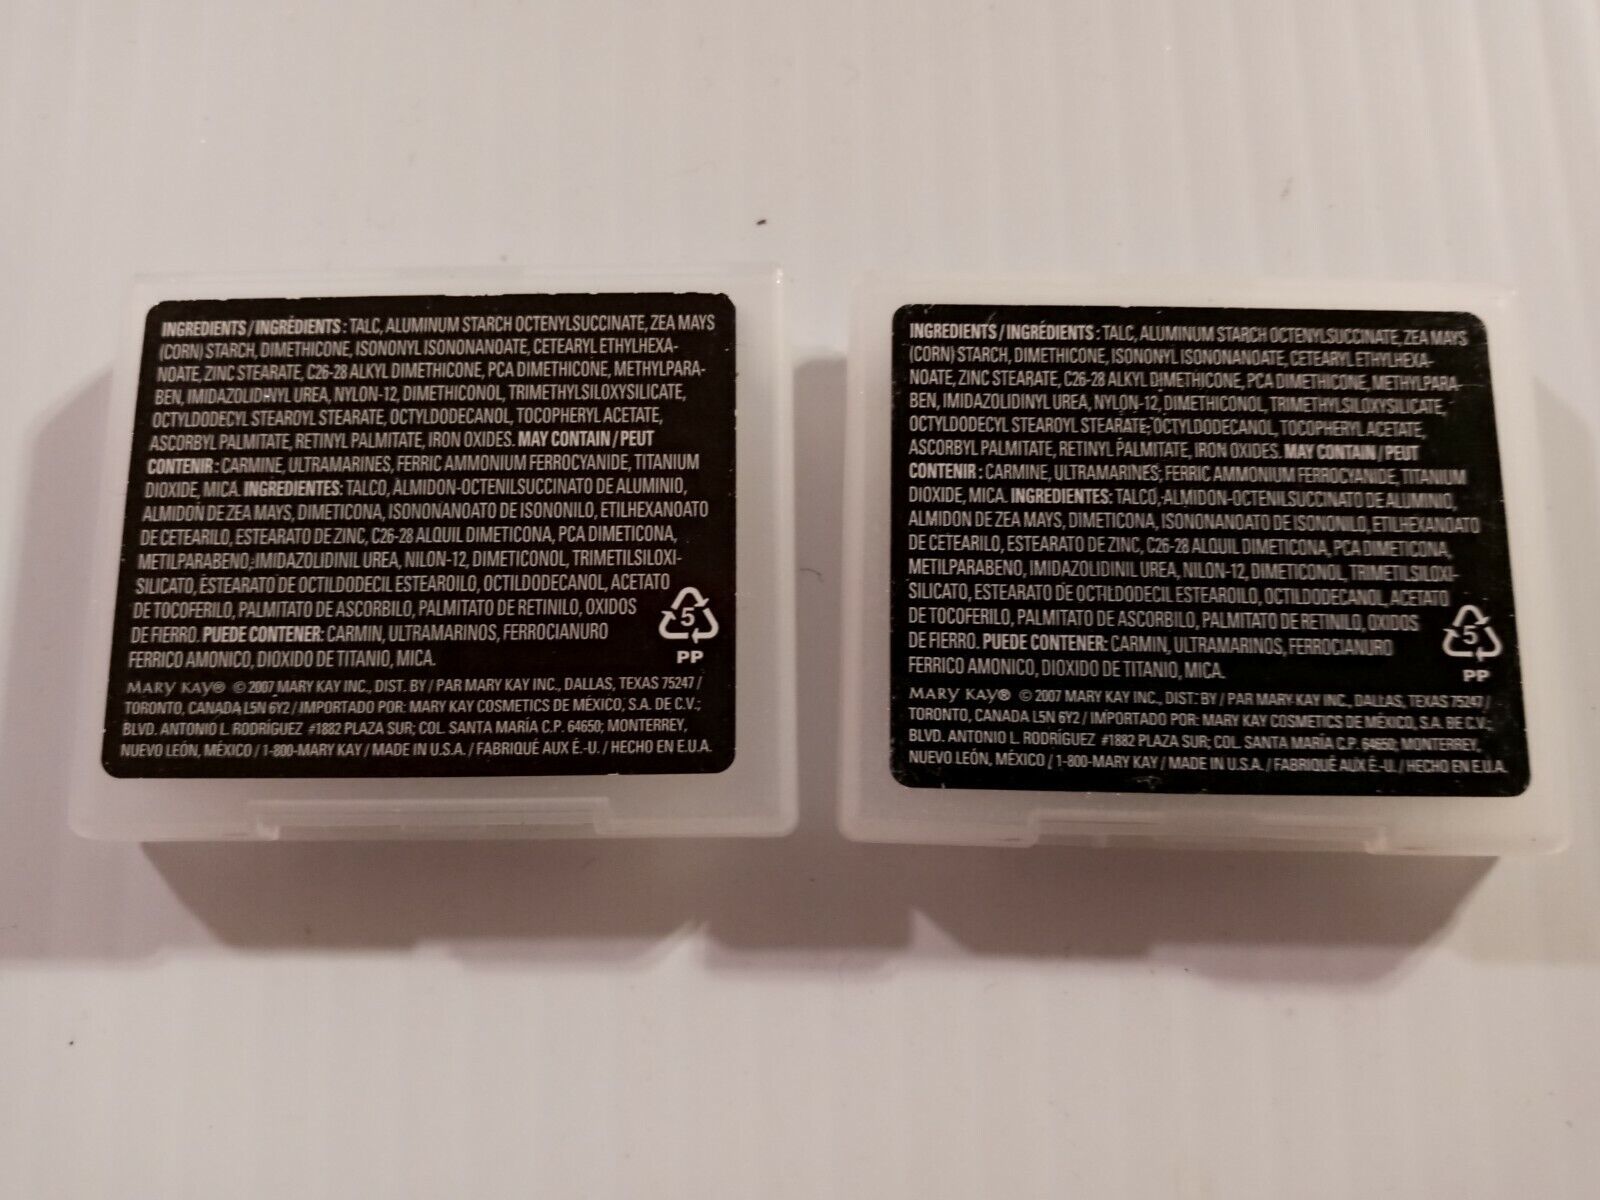 INGREDIENTS / INGRÉDIENTS : TALC, ALUMINUM STARCH OCTENYLSUCCINATE, ZEA MAYS
(CORN) STARCH, DIMETHICONE, ISONONYL ISONONANOATE, CETEARYL ETHYLHEXA-
NOATE, ZINC STEARATE, C26-28 ALKYL DIMETHICONE, PCA DIMETHICONE, METHYLPARA-
BEN, IMIDAZOLIDINYL UREA, NYLON-12, DIMETHICONOL, TRIMETHYLSILOXYSILICATE,
OCTYLDODECYL STEAROYL STEARATE, OCTYLDODECANOL, TOCOPHERYL ACETATE,
ASCORBYL PALMITATE, RETINYL PALMITATE, IRON OXIDES. MAY CONTAIN / PEUT
CONTENIR : CARMINE, ULTRAMARINES, FERRIC AMMONIUM FERROCYANIDE, TITANIUM
DIOXIDE, MICA. INGREDIENTES: TALCO, ALMIDON-OCTENILSUCCINATO DE ALUMINIO,
ALMIDON DE ZEA MAYS, DIMETICONA, ISONONANOATO DE ISONONILO, ETILHEXANOATO
DE CETEARILO, ESTEARATO DE ZINC, C26-28 ALQUIL DIMETICONA, PCA DIMETICONA,
METILPARABENO, IMIDAZOLIDINIL UREA, NILON-12, DIMETICONOL, TRIMETILSILOXI-
SILICATO, ESTEARATO DE OCTILDODECIL ESTEAROILO, OCTILDODECANOL, ACETATO
DE TOCOFERILO, PALMITATO DE ASCORBILO, PALMITATO DE RETINILO, OXIDOS
DE FIERRO. PUEDE CONTENER: CARMIN, ULTRAMARINOS, FERROCIANURO
FERRICO AMONICO, DIOXIDO DE TITANIO, MICA.
5
PP
MARY KAY® © 2007 MARY KAY INC., DIST. BY / PAR MARY KAY INC., DALLAS, TEXAS 75247 /
TORONTO, CANADA L5N 6Y2 / IMPORTADO POR: MARY KAY COSMETICS DE MÉXICO, S.A. DE C.V.;
BLVD. ANTONIO L. RODRÍGUEZ #1882 PLAZA SUR; COL. SANTA MARÍA C.P. 64650; MONTERREY,
NUEVO LEÓN, MÉXICO / 1-800-MARY KAY / MADE IN U.S.A. / FABRIQUÉ AUX É.-U. / HECHO EN E.U.A.
INGREDIENTS / INGRÉDIENTS : TALC, ALUMINUM STARCH OCTENYLSUCCINATE, ZEA MAYS
(CORN) STARCH, DIMETHICONE, ISONONYL ISONONANOATE, CETEARYL ETHYLHEXA-
NOATE, ZINC STEARATE, C26-28 ALKYL DIMETHICONE, PCA DIMETHICONE, METHYLPARA-
BEN, IMIDAZOLIDINYL UREA, NYLON-12, DIMETHICONOL, TRIMETHYLSILOXYSILICATE,
OCTYLDODECYL STEAROYL STEARATE, OCTYLDODECANOL, TOCOPHERYL ACETATE,
ASCORBYL PALMITATE, RETINYL PALMITATE, IRON OXIDES. MAY CONTAIN / PEUT
CONTENIR : CARMINE, ULTRAMARINES, FERRIC AMMONIUM FERROCYANIDE, TITANIUM
DIOXIDE, MICA. INGREDIENTES: TALCO, ALMIDON-OCTENILSUCCINATO DE ALUMINIO,
ALMIDON DE ZEA MAYS, DIMETICONA, ISONONANOATO DE ISONONILO, ETILHEXANOATO
DE CETEARILO, ESTEARATO DE ZINC, C26-28 ALQUIL DIMETICONA, PCA DIMETICONA,
METILPARABENO, IMIDAZOLIDINIL UREA, NILON-12, DIMETICONOL, TRIMETILSILOXI-
SILICATO, ESTEARATO DE OCTILDODECIL ESTEAROILO, OCTILDODECANOL, ACETATO
DE TOCOFERILO, PALMITATO DE ASCORBILO, PALMITATO DE RETINILO, OXIDOS
DE FIERRO. PUEDE CONTENER: CARMIN, ULTRAMARINOS, FERROCIANURO
FERRICO AMONICO, DIOXIDO DE TITANIO, MICA.
5
PP
MARY KAY® © 2007 MARY KAY INC., DIST. BY / PAR MARY KAY INC., DALLAS, TEXAS 75247 /
TORONTO, CANADA L5N 6Y2 / IMPORTADO POR: MARY KAY COSMETICS DE MÉXICO, S.A. DE C.V.;
BLVD. ANTONIO L. RODRÍGUEZ #1882 PLAZA SUR; COL. SANTA MARÍA C.P. 64650; MONTERREY,
NUEVO LEÓN, MÉXICO / 1-800-MARY KAY / MADE IN U.S.A. / FABRIQUÉ AUX É.-U. / HECHO EN E.U.A.